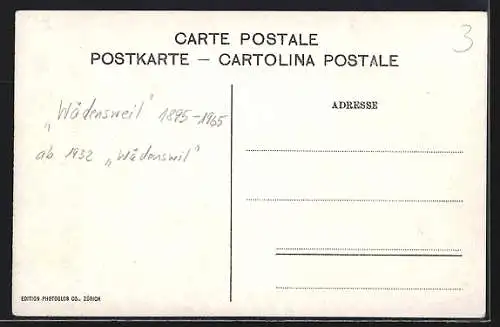 CARTE POSTALE
POSTKARTE – CARTOLINA POSTALE
3
ADRESSE
„Wädensweil" 1895-1965
ab 1932 „Wädenswil"
EDITION PHOTOGLOB CO., ZÜRICH